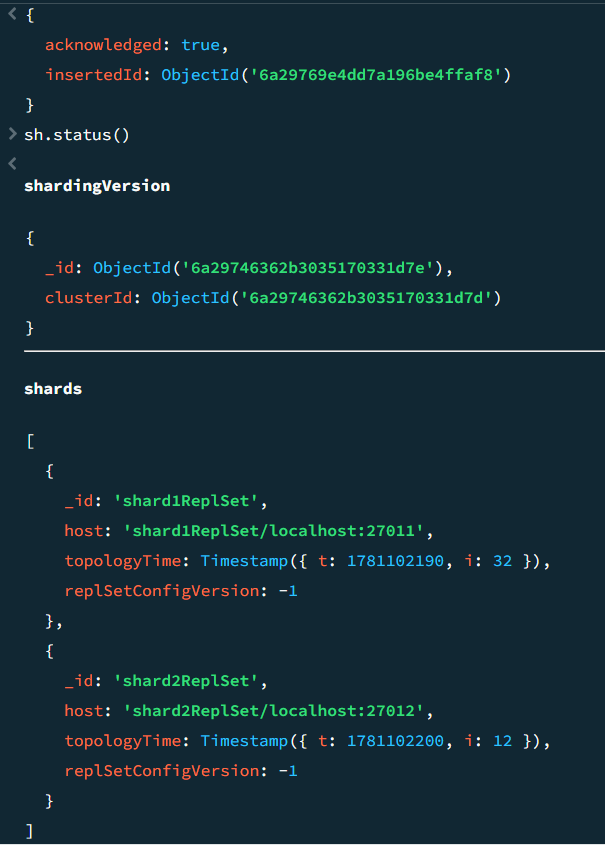 {
acknowledged: true,
insertedId: ObjectId('6a29769e4dd7a196be4ffaf8')
}
sh.status()
shardingVersion
{
_id: ObjectId('6a29746362b3035170331d7e'),
clusterId: ObjectId('6a29746362b3035170331d7d')
}
shards
[
{
_id: 'shard1ReplSet',
host: 'shard1ReplSet/localhost:27011',
topologyTime: Timestamp({ t: 1781102190, i: 32 }),
replSetConfigVersion: -1
},
{
_id: 'shard2ReplSet',
host: 'shard2ReplSet/localhost:27012',
topologyTime: Timestamp({ t: 1781102200, i: 12 }),
replSetConfigVersion: -1
}
]